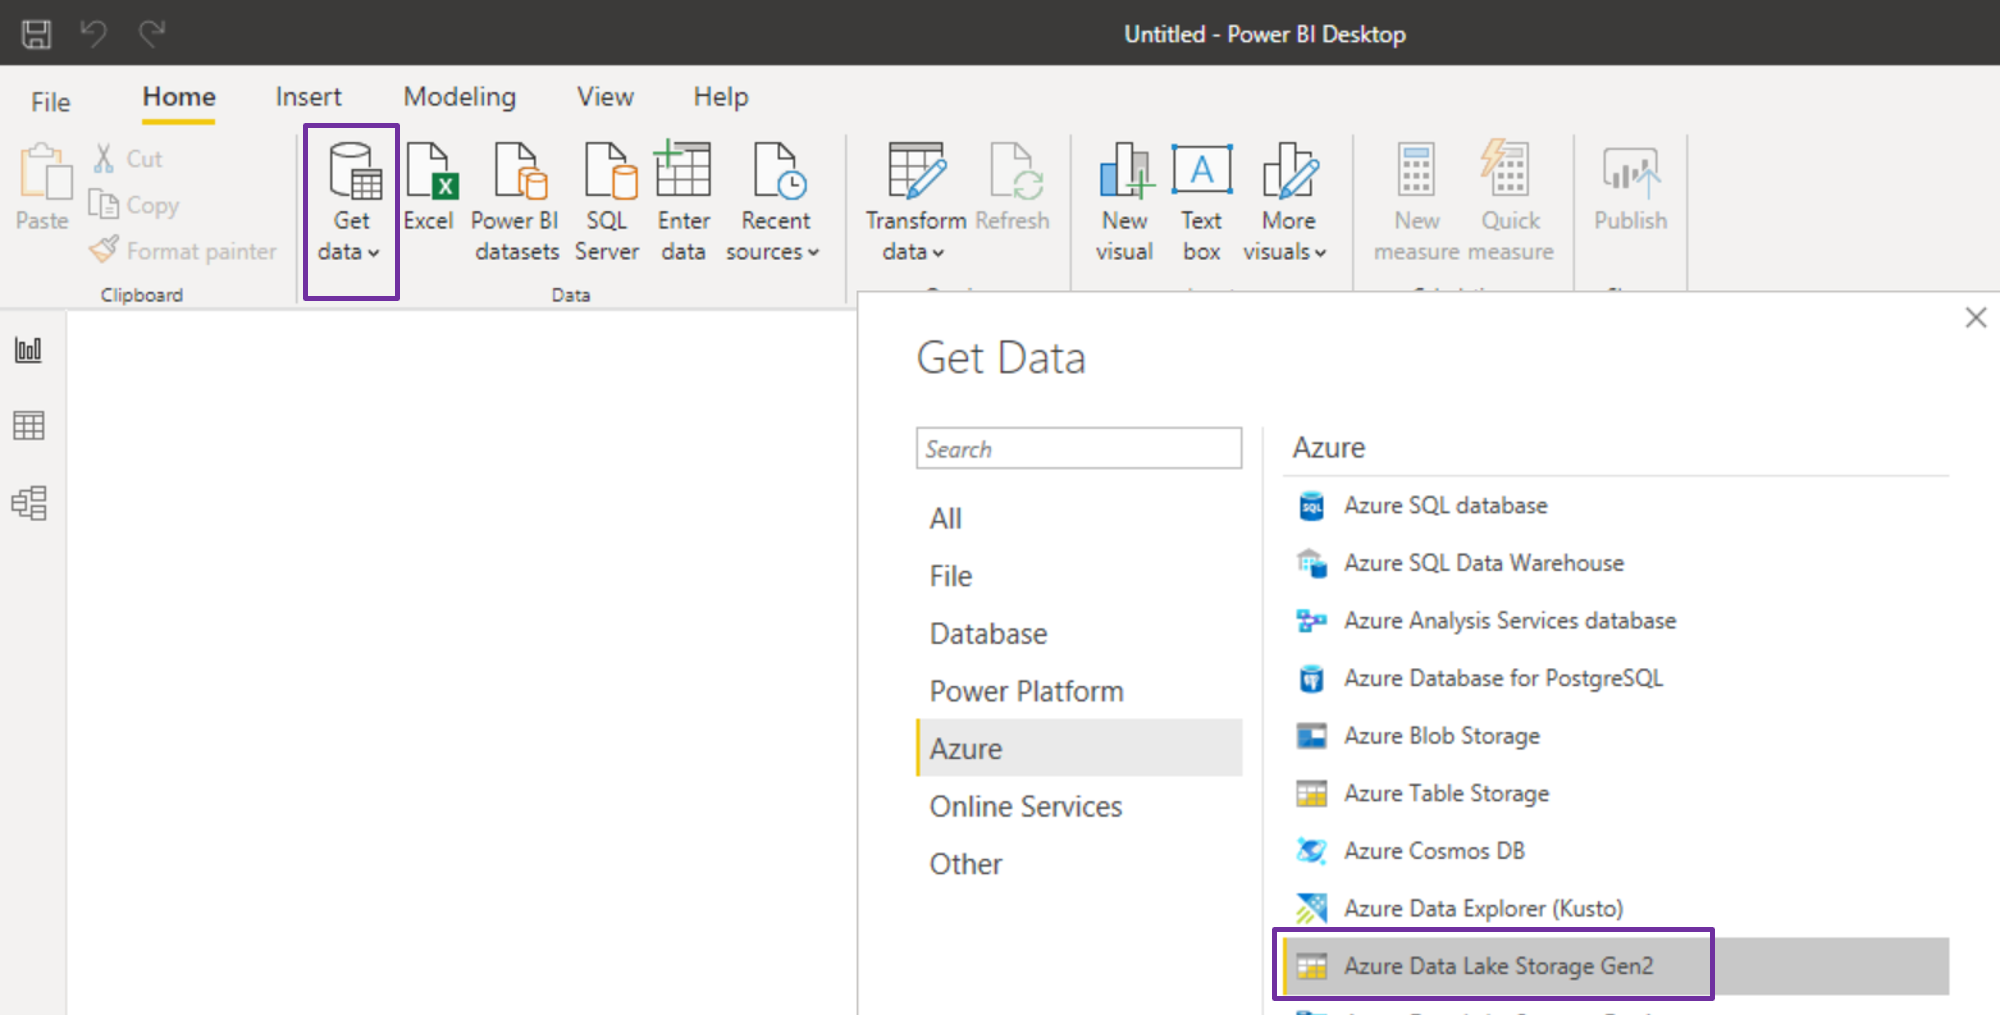 Untitled - Power BI Desktop
File
Home
Insert
Modeling
View
Help
Paste
Cut
Copy
Format painter
Clipboard
Get
data
Excel
Power BI
datasets
SQL
Server
Enter
data
Recent
sources
Data
Transform
data
Refresh
New
visual
A
Text
box
More
visuals
New
measure
Quick
measure
Publish
Get Data
Search
All
File
Database
Power Platform
Azure
Online Services
Other
Azure
SQL
Azure SQL database
Azure SQL Data Warehouse
Azure Analysis Services database
Azure Database for PostgreSQL
Azure Blob Storage
Azure Table Storage
Azure Cosmos DB
Azure Data Explorer (Kusto)
Azure Data Lake Storage Gen2